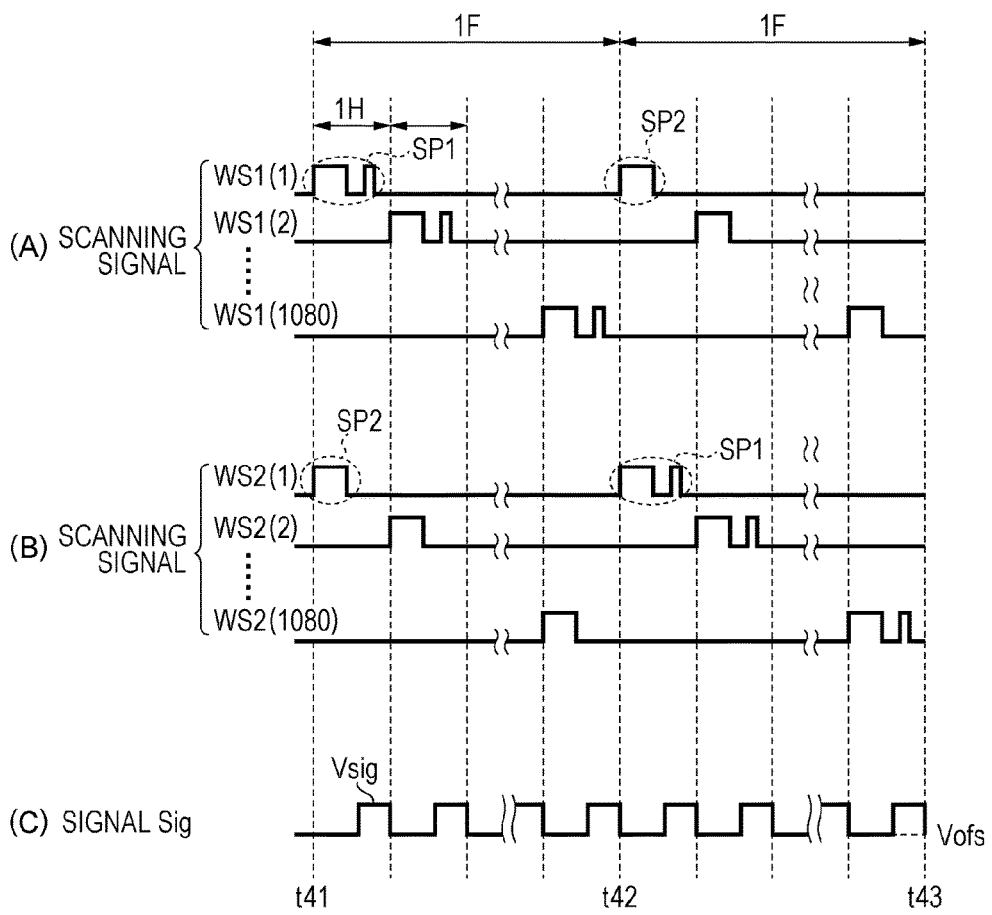 1F 1F
1H
SP1 SP2
WS1(1)
WS1(2)
(A) SCANNING
SIGNAL
WS1(1080)
SP2
SP1
WS2(1)
WS2(2)
(B) SCANNING
SIGNAL
WS2(1080)
Vsig
(C) SIGNAL Sig
Vofs
t41 t42 t43